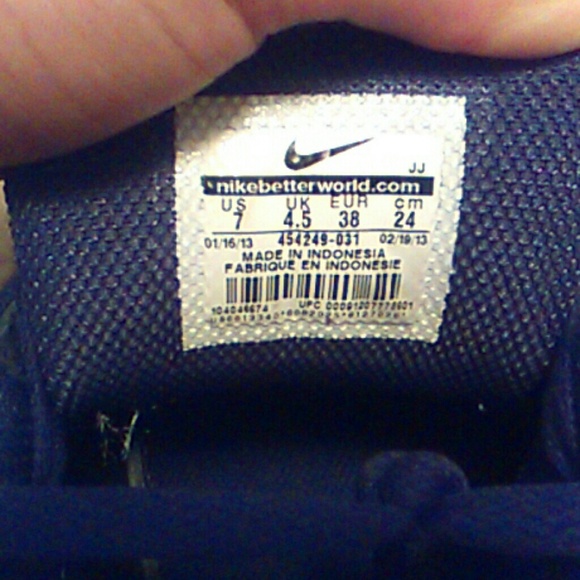 JJ
nikebetterworld.com
US UK EUR cm
7 4.5 38 24
01/16/13 454249-031 02/19/13
MADE IN INDONESIA
FABRIQUE EN INDONESIE
UPC